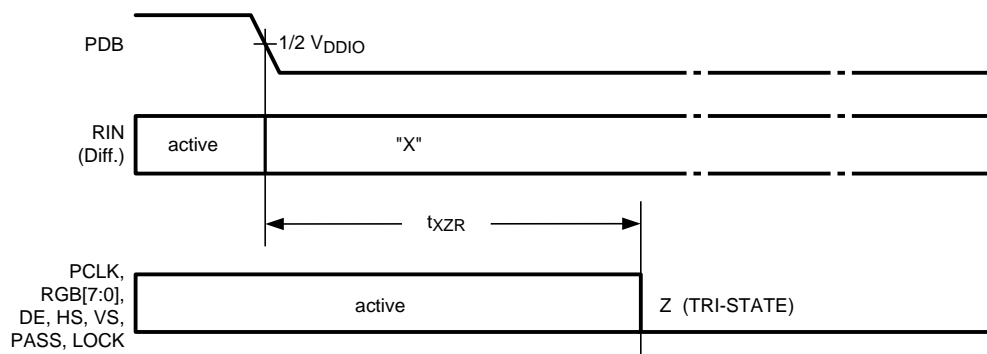 PDB
1/2 VDDIO
RIN
(Diff.)
active
"X"
tXZR
PCLK,
RGB[7:0],
DE, HS, VS,
PASS, LOCK
active
Z (TRI-STATE)